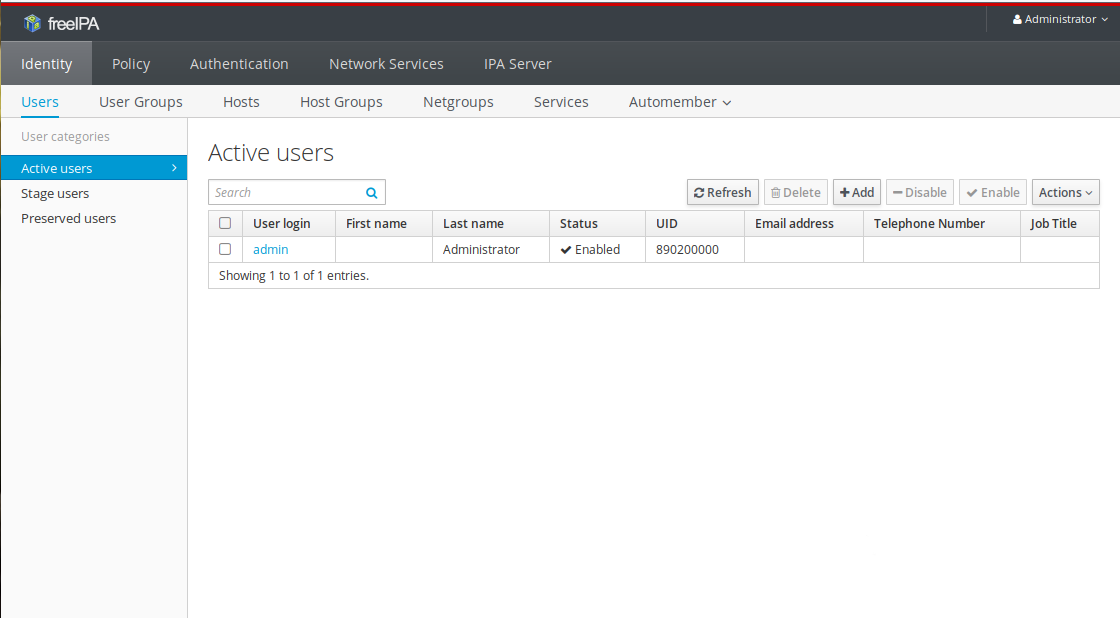 freeIPA
Administrator
Identity Policy Authentication Network Services IPA Server
Users User Groups Hosts Host Groups Netgroups Services Automember
User categories
Active users
Stage users
Preserved users
Active users
Search
Refresh Delete Add Disable Enable Actions
User login First name Last name Status UID Email address Telephone Number Job Title
admin Administrator Enabled 890200000
Showing 1 to 1 of 1 entries.